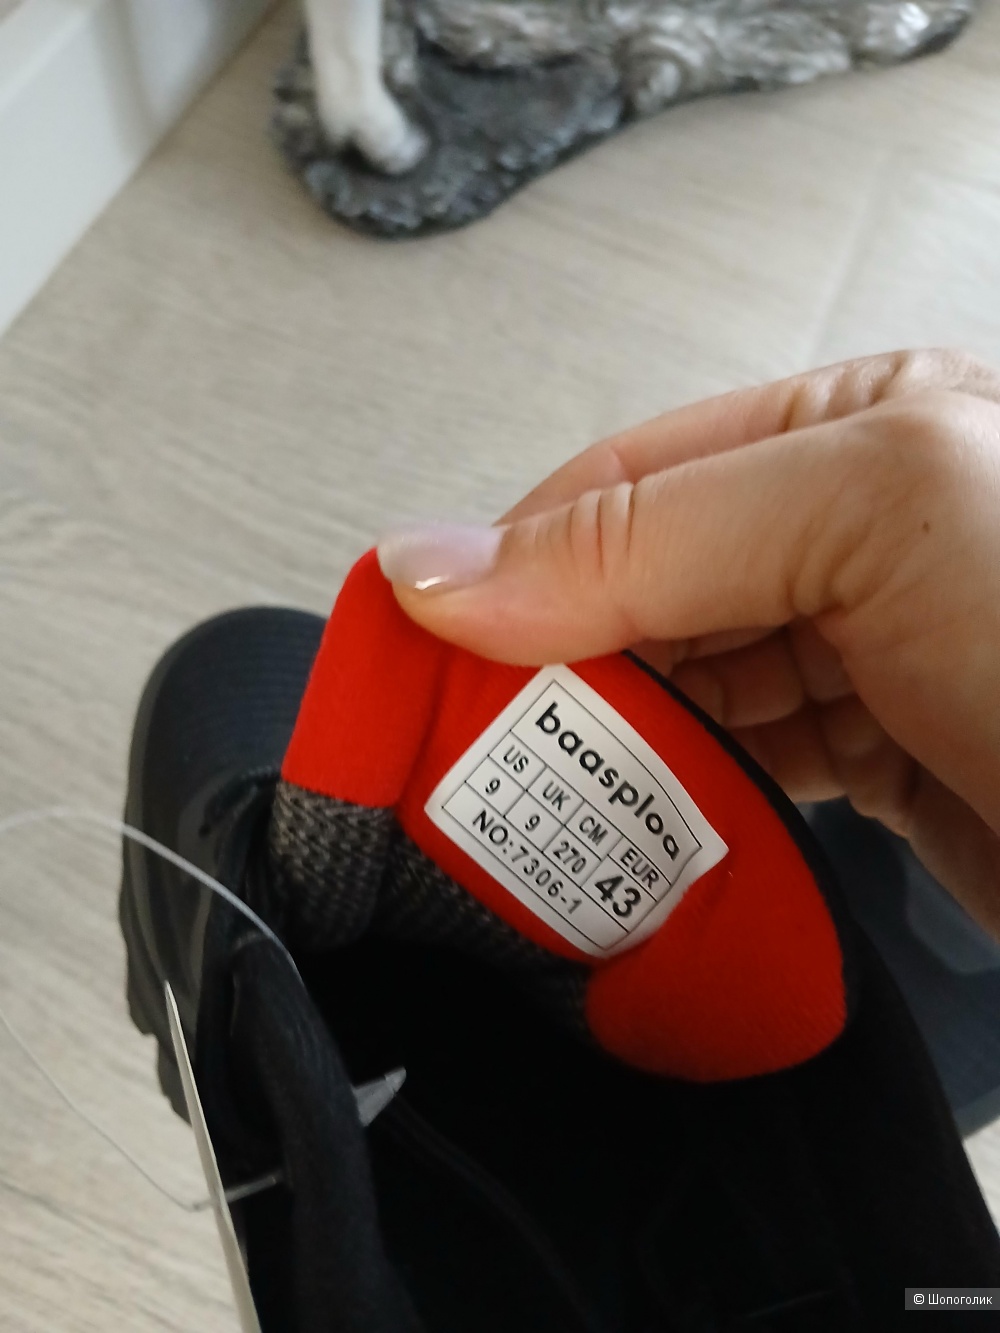 baasploa
US UK CM EUR
9 9 270 43
NO:7306-1
© Шопоголик